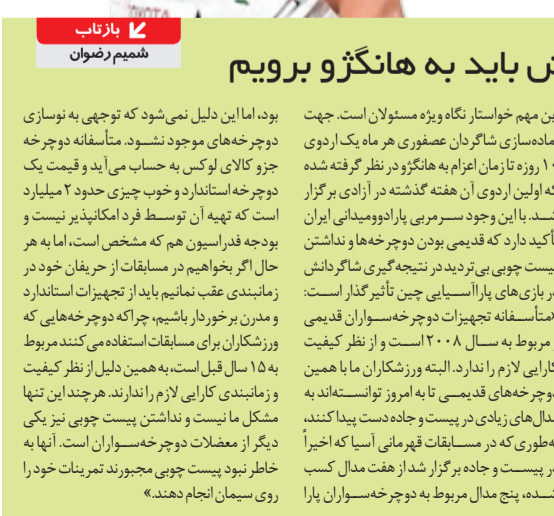 TOYOTA
بازتاب
شمیم رضوان
باید به هانگژو برویم
این مهم خواستار نگاه ویژه مسئولان است. جهت
آماده‌سازی شاگردان عصفوری هر ماه یک اردوی
۱۰ روزه تا زمان اعزام به هانگژو در نظر گرفته شده
که اولین اردوی آن هفته گذشته در آزادی برگزار
شد. با این وجود سرمربی پارادوومیدانی ایران
تأکید دارد که قدیمی بودن دوچرخه‌ها و نداشتن
پیست چوبی بی‌تردید در نتیجه‌گیری شاگردانش
در بازی‌های پاراآسیایی چین تأثیرگذار است:
«متأسفانه تجهیزات دوچرخه‌سواران قدیمی
و مربوط به سال ۲۰۰۸ است و از نظر کیفیت
کارایی لازم را ندارد. البته ورزشکاران ما با همین
دوچرخه‌های قدیمی تا به امروز توانسته‌اند به
مدال‌های زیادی در پیست و جاده دست پیدا کنند،
به‌طوری که در مسابقات قهرمانی آسیا که اخیراً
در پیست و جاده برگزار شد از هفت مدال کسب
شده، پنج مدال مربوط به دوچرخه‌سواران پارا
بود، اما این دلیل نمی‌شود که توجهی به نوسازی
دوچرخه‌های موجود نشود. متأسفانه دوچرخه
جزو کالای لوکس به حساب می‌آید و قیمت یک
دوچرخه استاندارد و خوب چیزی حدود ۲ میلیارد
است که تهیه آن توسط فرد امکانپذیر نیست و
بودجه فدراسیون هم که مشخص است، اما به هر
حال اگر بخواهیم در مسابقات از حریفان خود در
زمانبندی عقب نمانیم باید از تجهیزات استاندارد
و مدرن برخوردار باشیم، چراکه دوچرخه‌هایی که
ورزشکاران برای مسابقات استفاده می‌کنند مربوط
به ۱۵ سال قبل است، به همین دلیل از نظر کیفیت
و زمانبندی کارایی لازم را ندارند. هرچند این تنها
مشکل ما نیست و نداشتن پیست چوبی نیز یکی
دیگر از معضلات دوچرخه‌سواران است. آنها به
خاطر نبود پیست چوبی مجبورند تمرینات خود را
روی سیمان انجام دهند.»